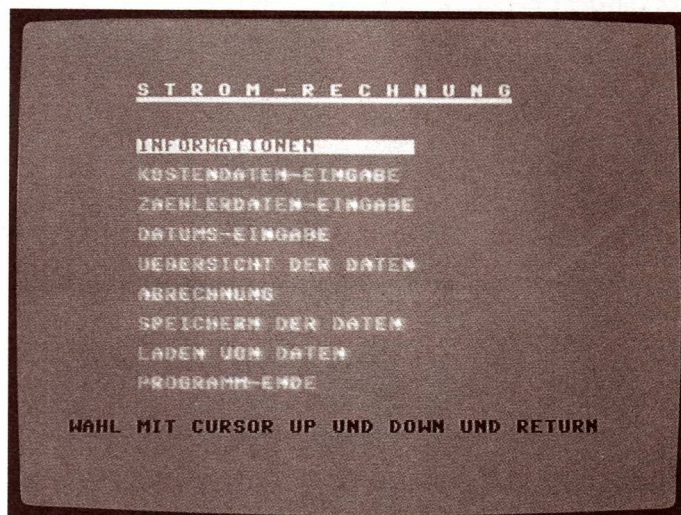 STROM-RECHNUNG
INFORMATIONEN
KOSTENDATEN-EINGABE
ZAEHLERDATEN-EINGABE
DATUMS-EINGABE
UEBERSICHT DER DATEN
ABRECHNUNG
SPEICHERN DER DATEN
LADEN VON DATEN
PROGRAMM-ENDE
WAHL MIT CURSOR UP UND DOWN UND RETURN